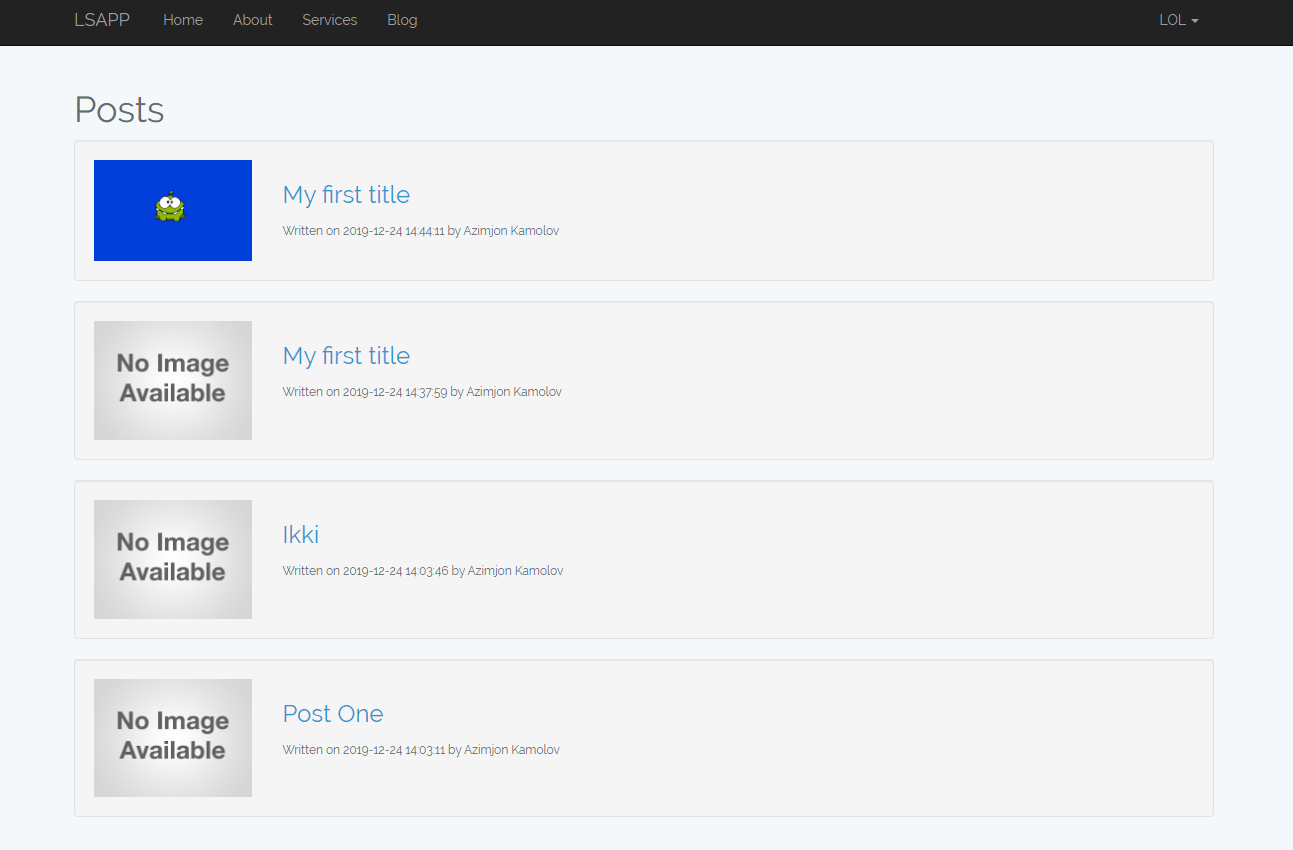 LSAPP Home About Services Blog LOL
Posts
My first title
Written on 2019-12-24 14:44:11 by Azimjon Kamolov
No Image
Available
My first title
Written on 2019-12-24 14:37:59 by Azimjon Kamolov
No Image
Available
Ikki
Written on 2019-12-24 14:03:46 by Azimjon Kamolov
No Image
Available
Post One
Written on 2019-12-24 14:03:11 by Azimjon Kamolov